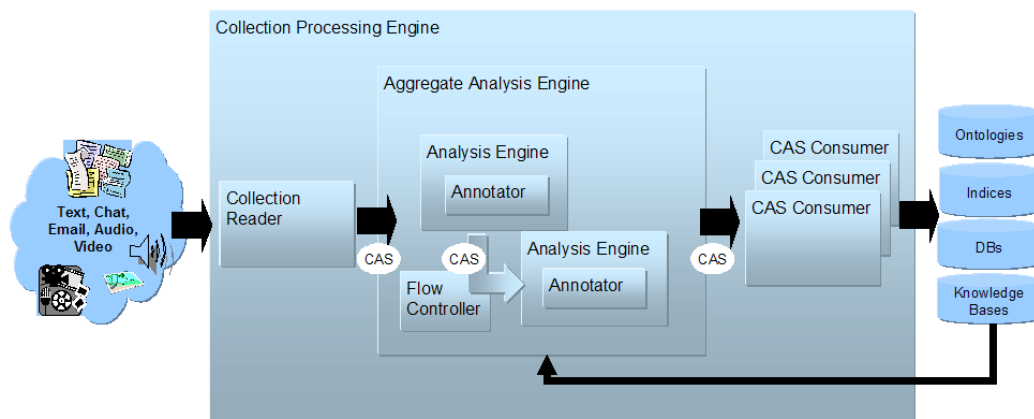 Collection Processing Engine
Aggregate Analysis Engine
Text, Chat,
Email, Audio,
Video
Collection
Reader
CAS
Analysis Engine
Annotator
CAS
Flow
Controller
Analysis Engine
Annotator
CAS
CAS Consumer
CAS Consumer
CAS Consumer
Ontologies
Indices
DBs
Knowledge
Bases